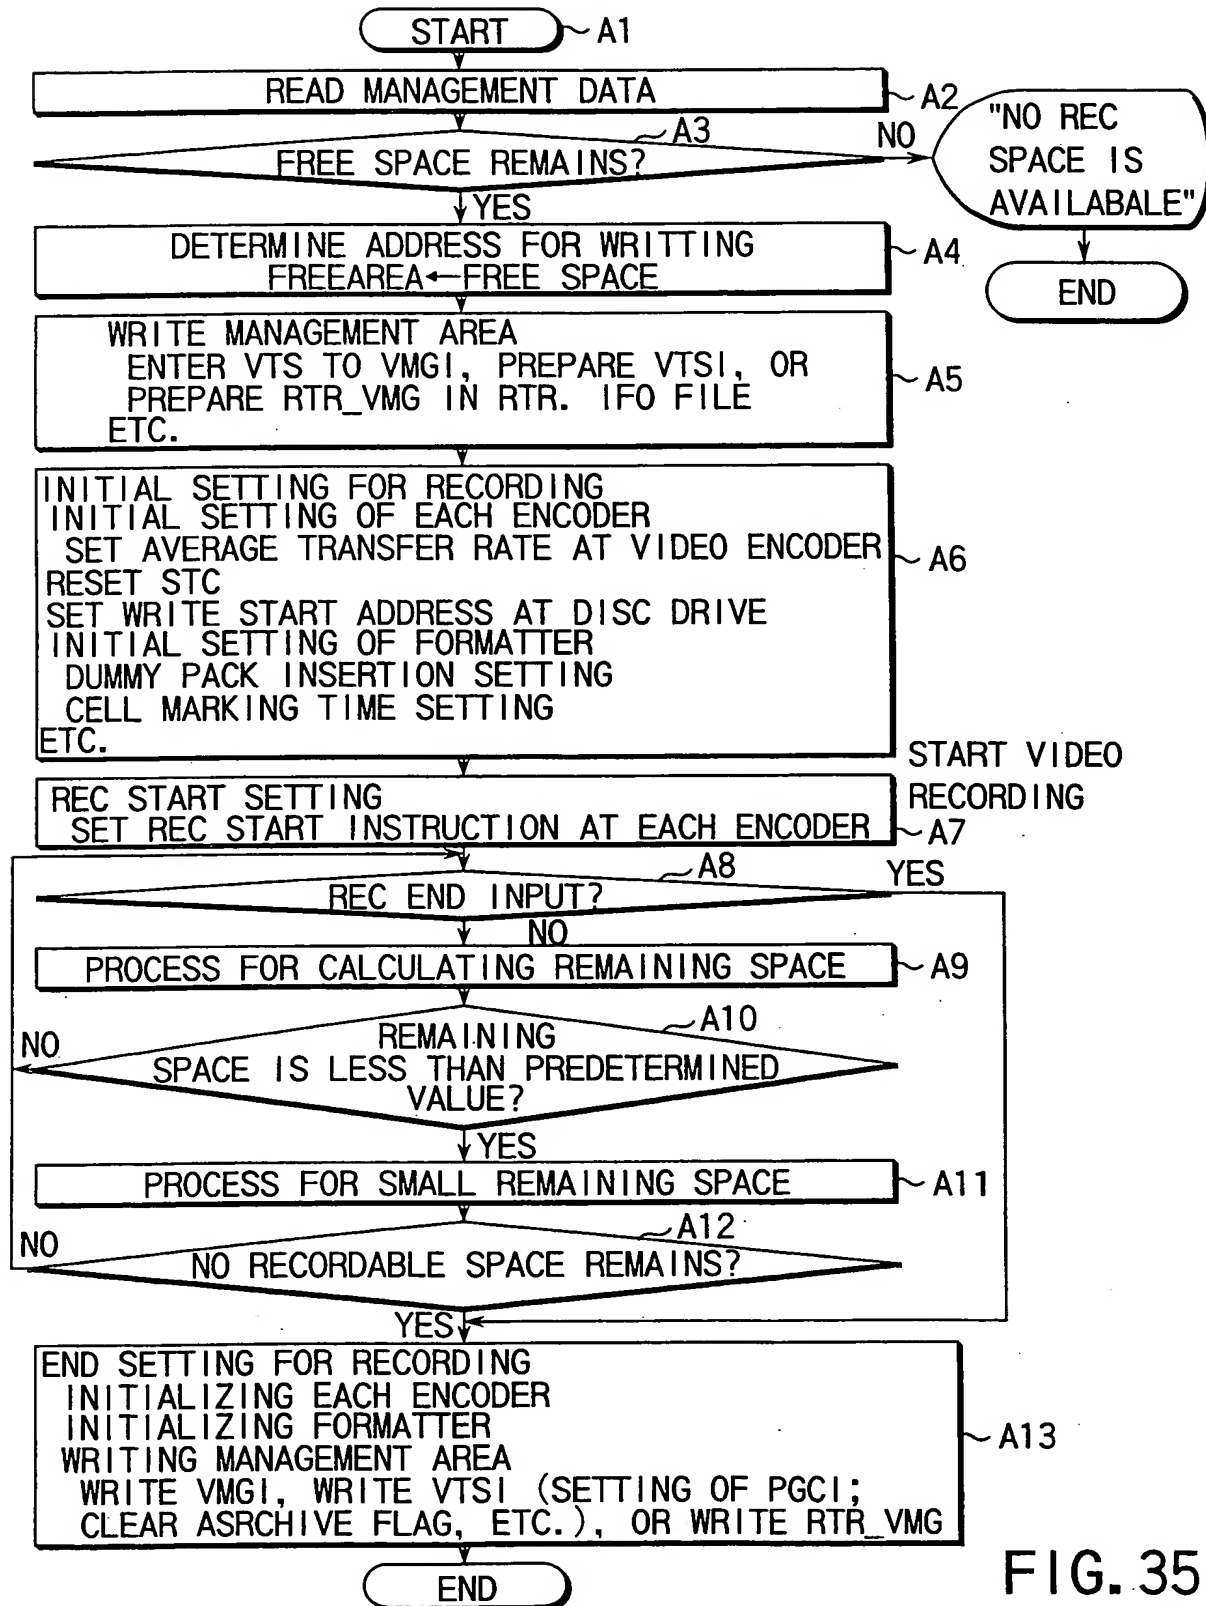 START
A1
READ MANAGEMENT DATA
A2
A3
FREE SPACE REMAINS?
NO
"NO REC
SPACE IS
AVAILABALE"
END
YES
DETERMINE ADDRESS FOR WRITTING
FREEAREA←FREE SPACE
A4
WRITE MANAGEMENT AREA
ENTER VTS TO VMGI, PREPARE VTSI, OR
PREPARE RTR_VMG IN RTR. IFO FILE
ETC.
A5
INITIAL SETTING FOR RECORDING
INITIAL SETTING OF EACH ENCODER
SET AVERAGE TRANSFER RATE AT VIDEO ENCODER
RESET STC
SET WRITE START ADDRESS AT DISC DRIVE
INITIAL SETTING OF FORMATTER
DUMMY PACK INSERTION SETTING
CELL MARKING TIME SETTING
ETC.
A6
START VIDEO
RECORDING
REC START SETTING
SET REC START INSTRUCTION AT EACH ENCODER
A7
A8
REC END INPUT?
YES
NO
PROCESS FOR CALCULATING REMAINING SPACE
A9
A10
REMAINING
SPACE IS LESS THAN PREDETERMINED
VALUE?
NO
YES
PROCESS FOR SMALL REMAINING SPACE
A11
A12
NO RECORDABLE SPACE REMAINS?
NO
YES
END SETTING FOR RECORDING
INITIALIZING EACH ENCODER
INITIALIZING FORMATTER
WRITING MANAGEMENT AREA
WRITE VMGI, WRITE VTSI (SETTING OF PGCI;
CLEAR ASRCHIVE FLAG, ETC.), OR WRITE RTR_VMG
A13
END
FIG. 35